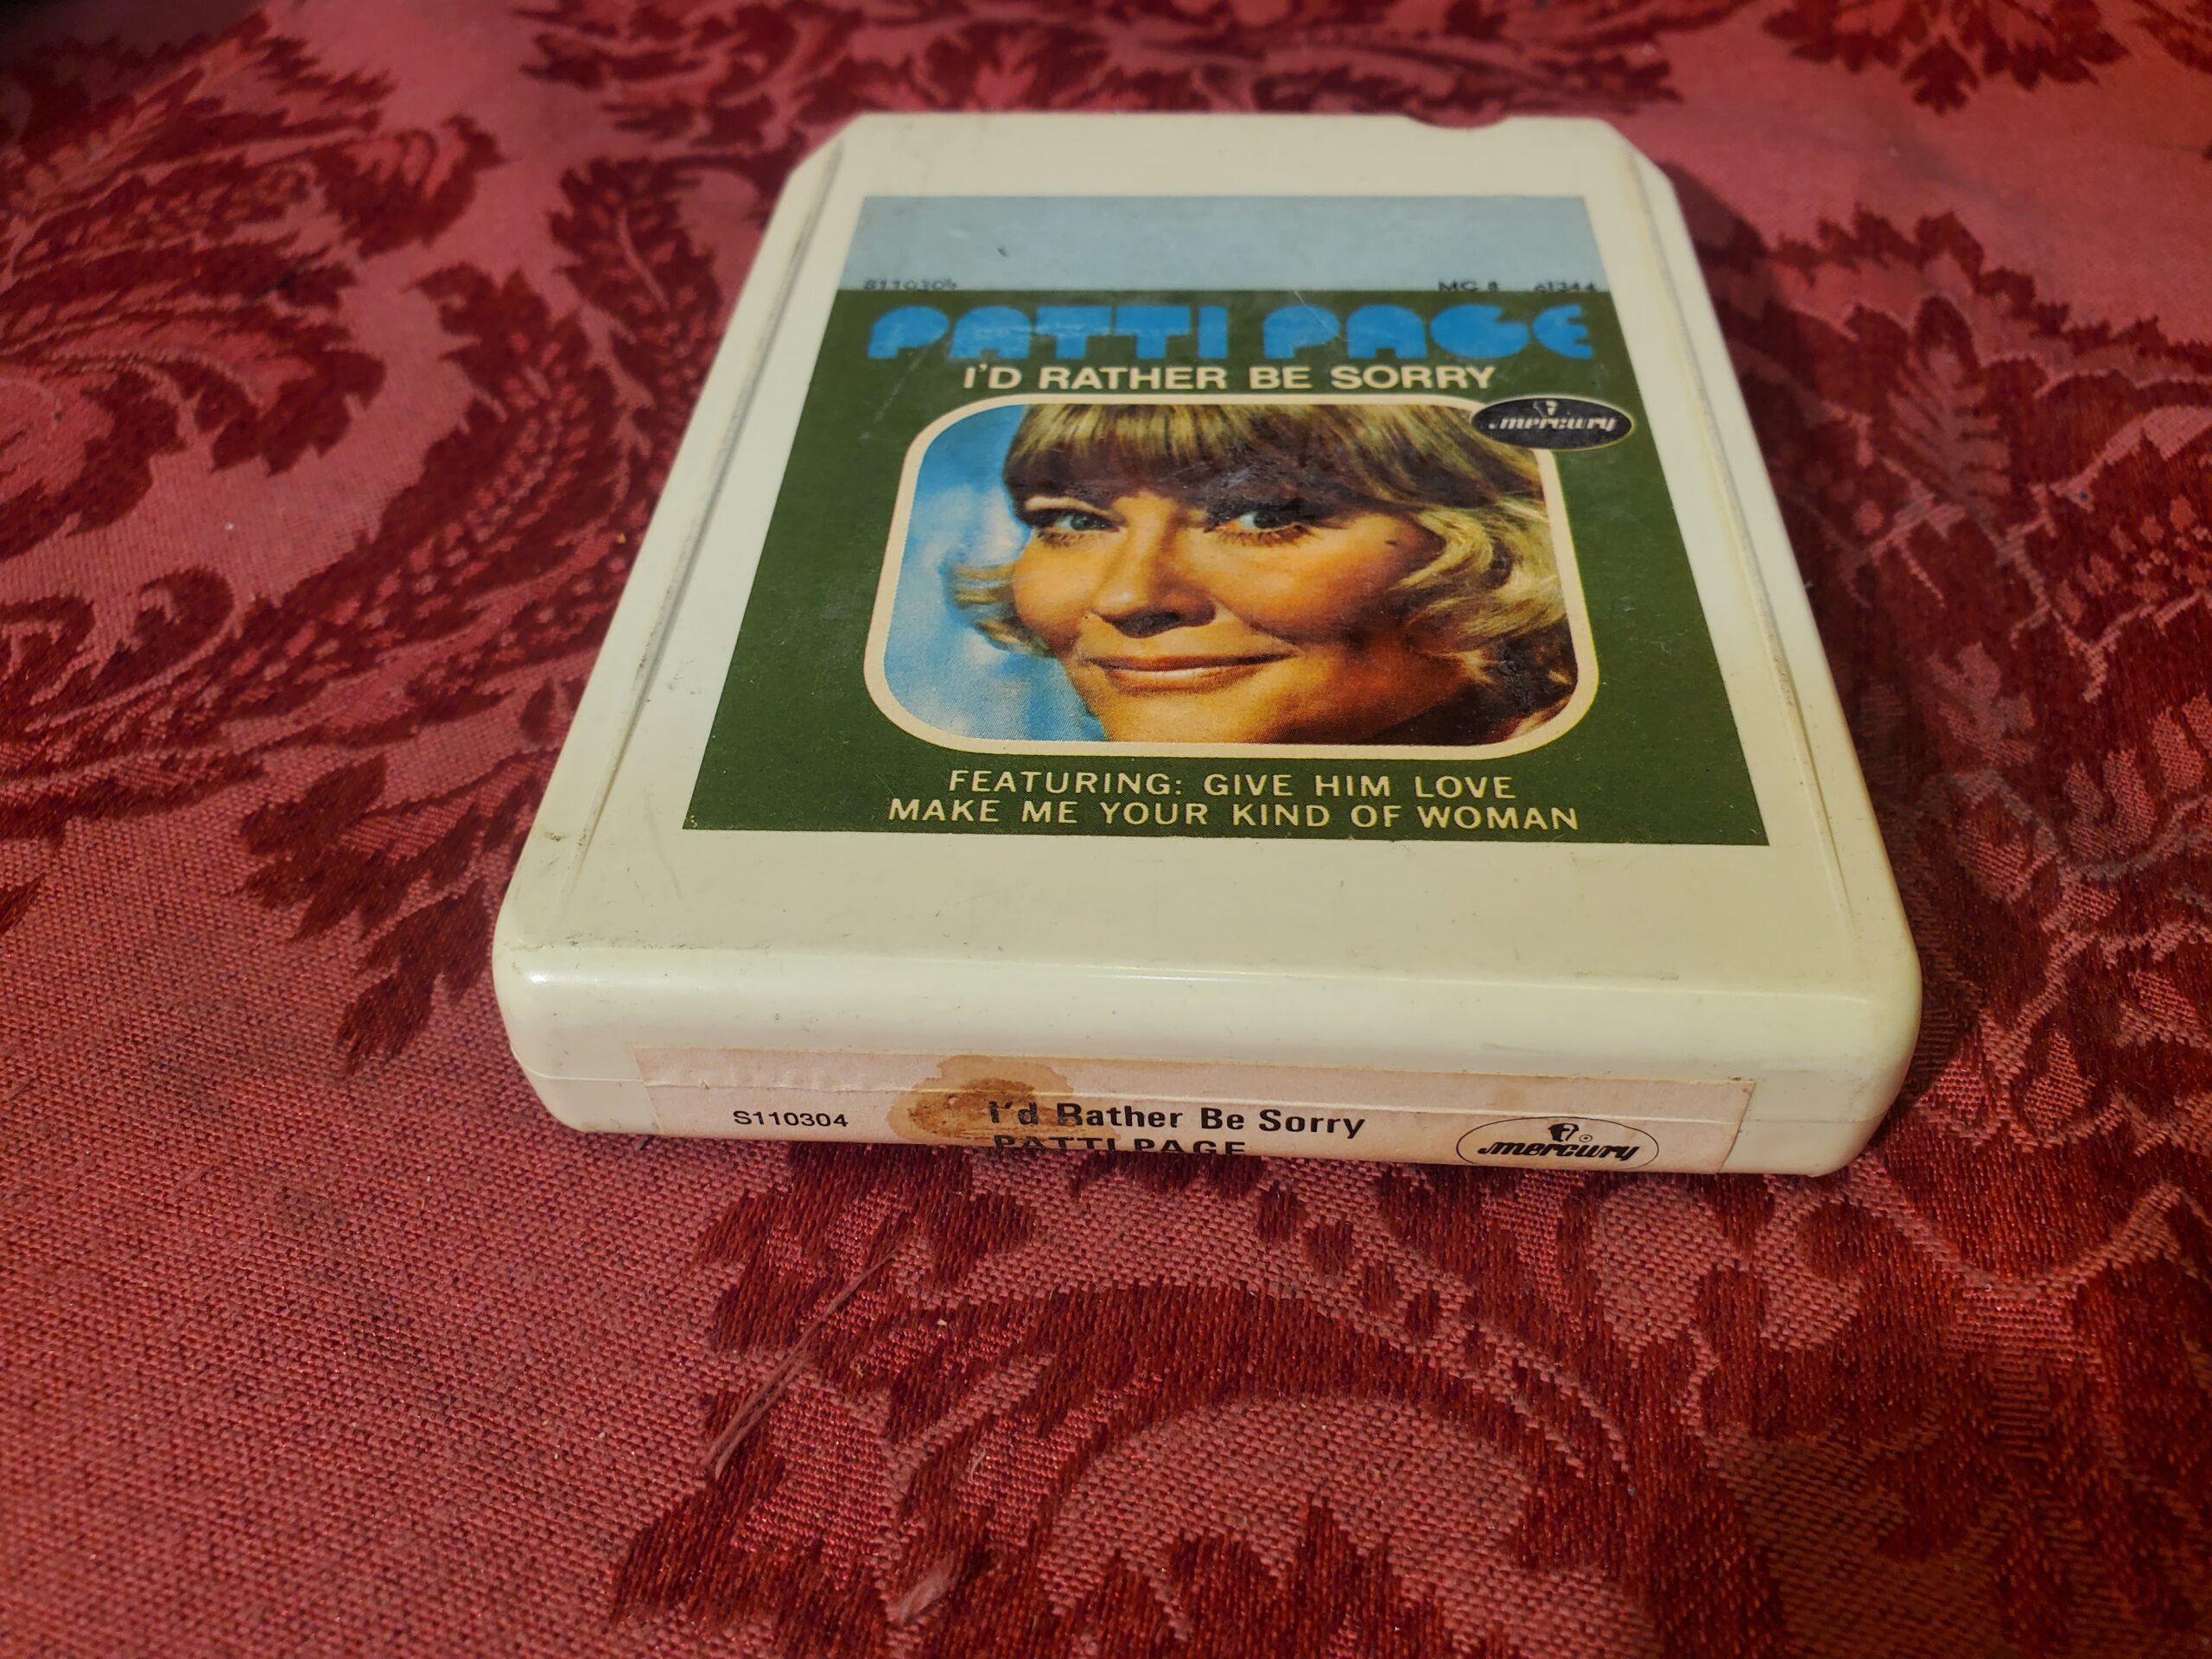 S110304 MC 8 61344
PATTI PAGE
I'D RATHER BE SORRY
mercury
FEATURING: GIVE HIM LOVE
MAKE ME YOUR KIND OF WOMAN
S110304 I'd Rather Be Sorry
PATTI PAGE
mercury